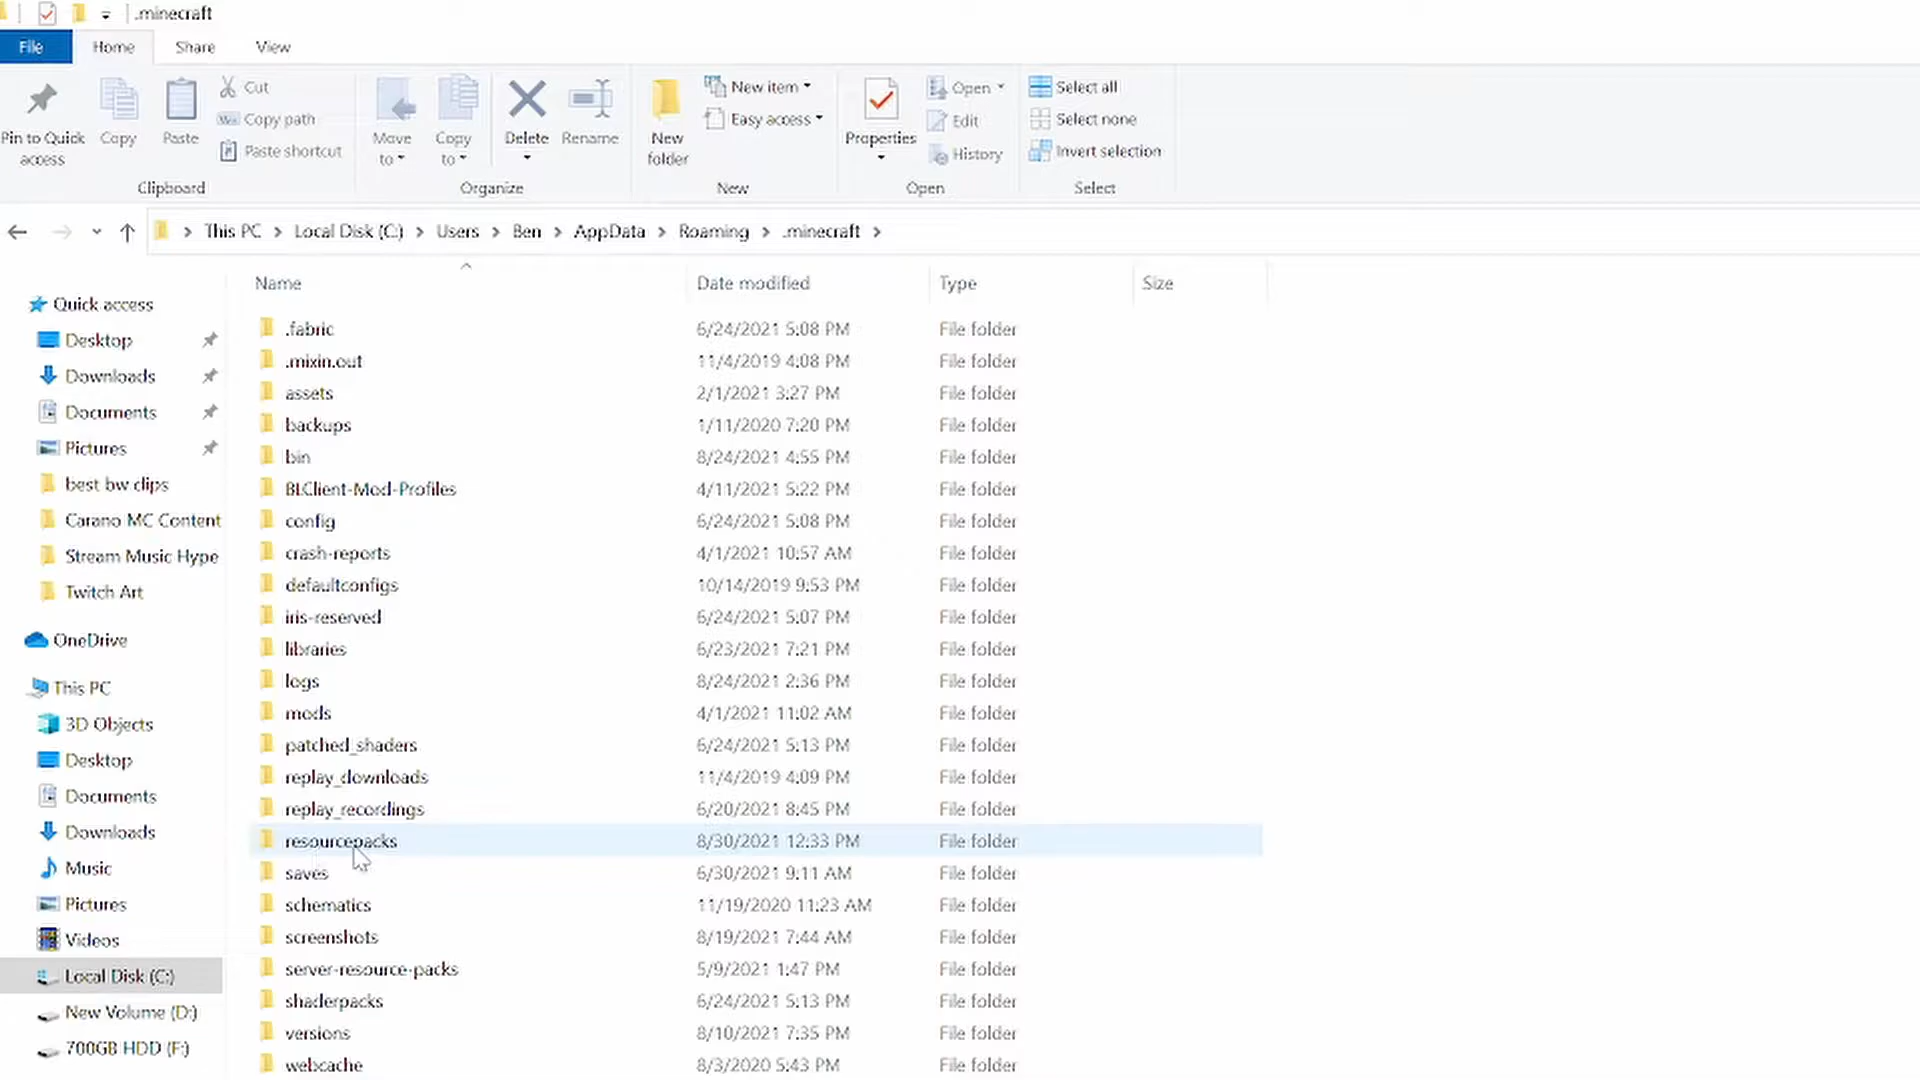 .minecraft
File Home Share View
Pin to Quick access
Copy
Paste
Cut
Copy path
Paste shortcut
Clipboard
Move to
Copy to
Delete
Rename
Organize
New folder
New item
Easy access
New
Properties
Open
Edit
History
Open
Select all
Select none
Invert selection
Select
This PC > Local Disk (C:) > Users > Ben > AppData > Roaming > .minecraft >
Name Date modified Type Size
Quick access
Desktop
Downloads
Documents
Pictures
best bw clips
Carano MC Content
Stream Music Hype
Twitch Art
OneDrive
This PC
3D Objects
Desktop
Documents
Downloads
Music
Pictures
Videos
Local Disk (C:)
New Volume (D:)
700GB HDD (F:)
.fabric 6/24/2021 5:08 PM File folder
.mixin.out 11/4/2019 4:08 PM File folder
assets 2/1/2021 3:27 PM File folder
backups 1/11/2020 7:20 PM File folder
bin 8/24/2021 4:55 PM File folder
BLClient-Mod-Profiles 4/11/2021 5:22 PM File folder
config 6/24/2021 5:08 PM File folder
crash-reports 4/1/2021 10:57 AM File folder
defaultconfigs 10/14/2019 9:53 PM File folder
iris-reserved 6/24/2021 5:07 PM File folder
libraries 6/23/2021 7:21 PM File folder
logs 8/24/2021 2:36 PM File folder
mods 4/1/2021 11:02 AM File folder
patched_shaders 6/24/2021 5:13 PM File folder
replay_downloads 11/4/2019 4:09 PM File folder
replay_recordings 6/20/2021 8:45 PM File folder
resourcepacks 8/30/2021 12:33 PM File folder
saves 6/30/2021 9:11 AM File folder
schematics 11/19/2020 11:23 AM File folder
screenshots 8/19/2021 7:44 AM File folder
server-resource-packs 5/9/2021 1:47 PM File folder
shaderpacks 6/24/2021 5:13 PM File folder
versions 8/10/2021 7:35 PM File folder
webcache 8/3/2020 5:43 PM File folder